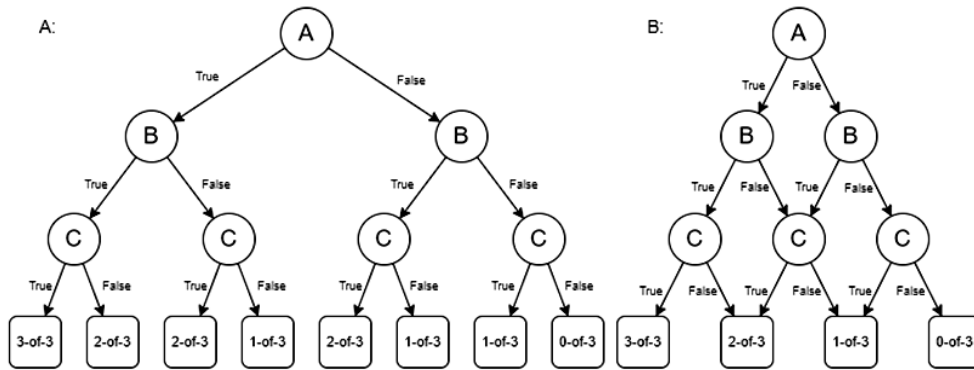 A: A B: A
True False True False
B B B B
True False True False True False True False
C C C C C C C
True False True False True False True False True False True False True False
3-of-3 2-of-3 2-of-3 1-of-3 2-of-3 1-of-3 1-of-3 0-of-3 3-of-3 2-of-3 1-of-3 0-of-3